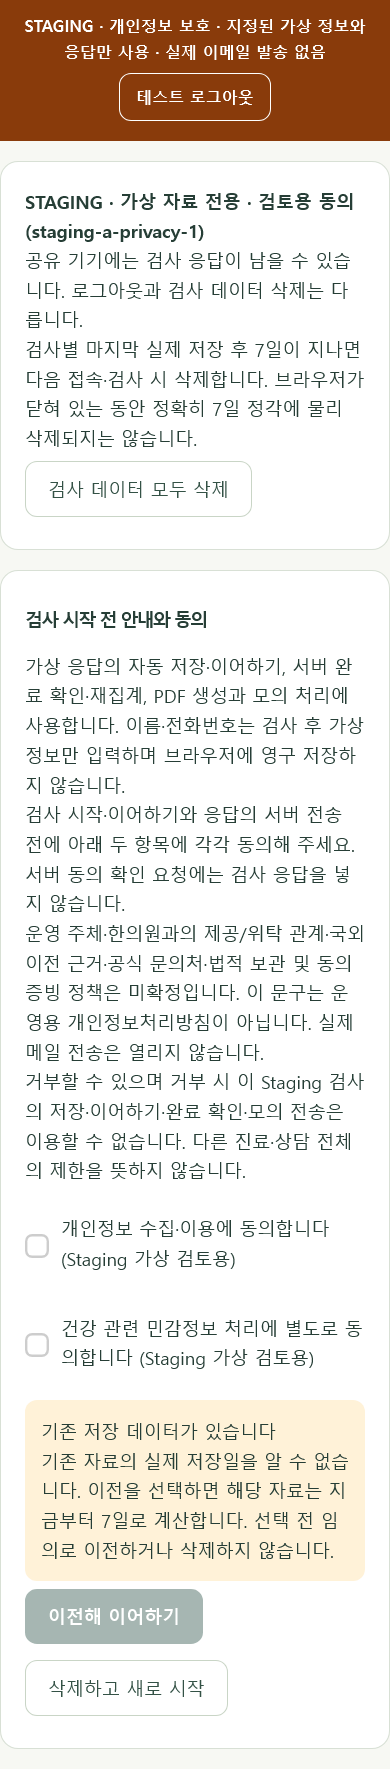 STAGING · 개인정보 보호 · 지정된 가상 정보와
응답만 사용 · 실제 이메일 발송 없음
테스트 로그아웃
STAGING · 가상 자료 전용 · 검토용 동의
(staging-a-privacy-1)
공유 기기에는 검사 응답이 남을 수 있습
니다. 로그아웃과 검사 데이터 삭제는 다
릅니다.
검사별 마지막 실제 저장 후 7일이 지나면
다음 접속·검사 시 삭제합니다. 브라우저가
닫혀 있는 동안 정확히 7일 정각에 물리
삭제되지는 않습니다.
검사 데이터 모두 삭제
검사 시작 전 안내와 동의
가상 응답의 자동 저장·이어하기, 서버 완
료 확인·재집계, PDF 생성과 모의 처리에
사용합니다. 이름·전화번호는 검사 후 가상
정보만 입력하며 브라우저에 영구 저장하
지 않습니다.
검사 시작·이어하기와 응답의 서버 전송
전에 아래 두 항목에 각각 동의해 주세요.
서버 동의 확인 요청에는 검사 응답을 넣
지 않습니다.
운영 주체·한의원과의 제공/위탁 관계·국외
이전 근거·공식 문의처·법적 보관 및 동의
증빙 정책은 미확정입니다. 이 문구는 운
영용 개인정보처리방침이 아닙니다. 실제
메일 전송은 열리지 않습니다.
거부할 수 있으며 거부 시 이 Staging 검사
의 저장·이어하기·완료 확인·모의 전송은
이용할 수 없습니다. 다른 진료·상담 전체
의 제한을 뜻하지 않습니다.
개인정보 수집·이용에 동의합니다
(Staging 가상 검토용)
건강 관련 민감정보 처리에 별도로 동
의합니다 (Staging 가상 검토용)
기존 저장 데이터가 있습니다
기존 자료의 실제 저장일을 알 수 없습
니다. 이전을 선택하면 해당 자료는 지
금부터 7일로 계산합니다. 선택 전 임
의로 이전하거나 삭제하지 않습니다.
이전해 이어하기
삭제하고 새로 시작